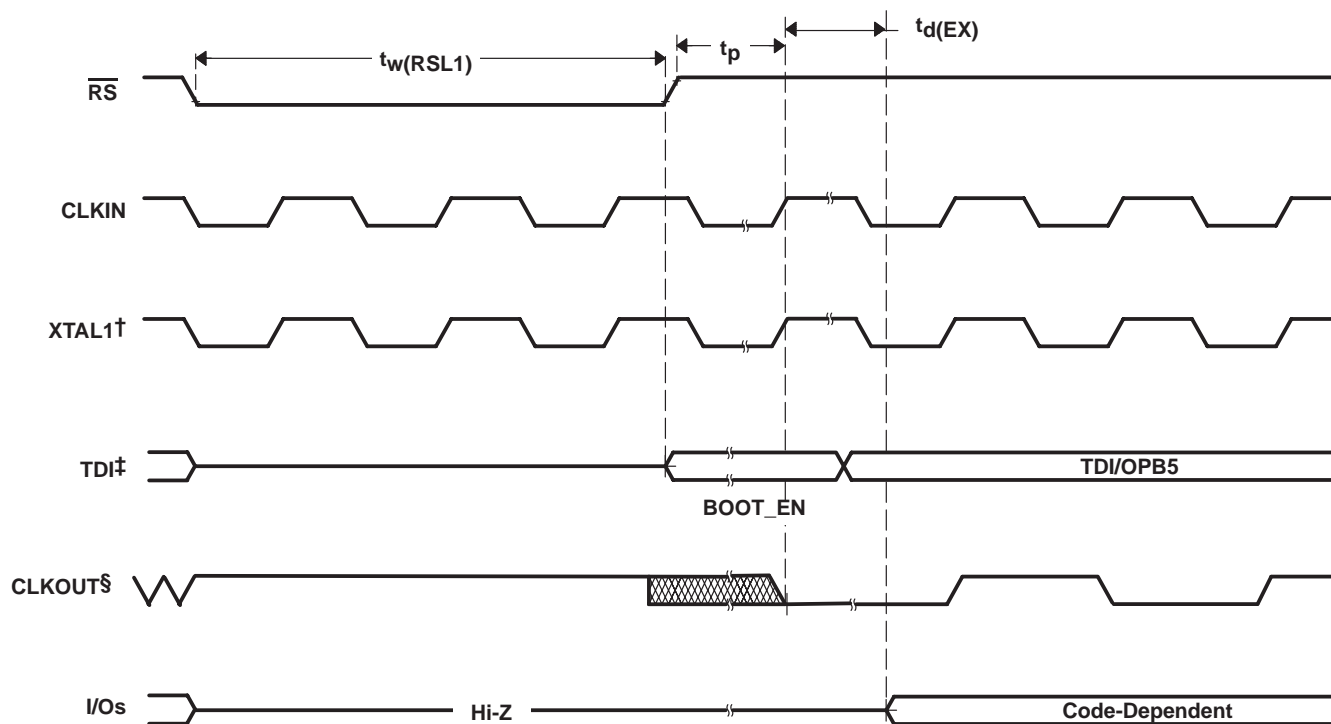 td(EX)
tw(RSL1)
tp
RS
CLKIN
XTAL1†
TDI‡
TDI/OPB5
BOOT_EN
CLKOUT§
I/Os
Hi-Z
Code-Dependent